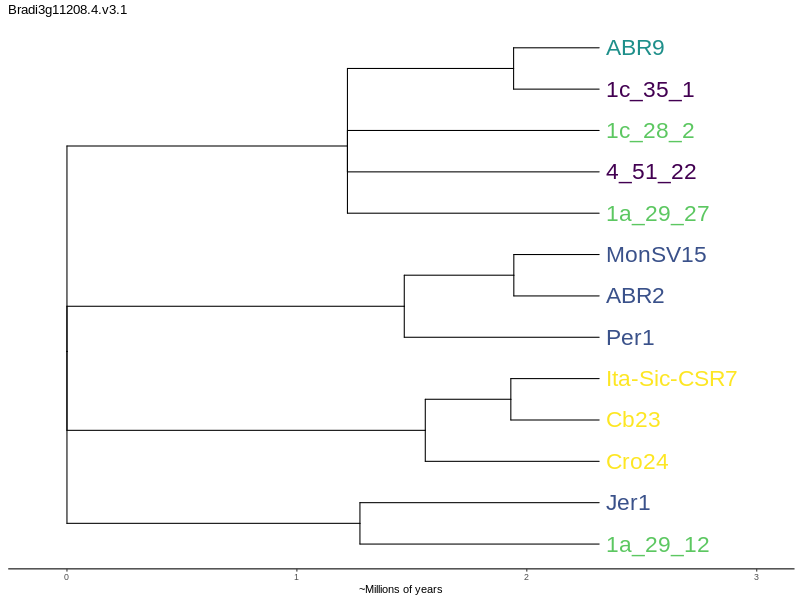 Bradi3g11208.4.v3.1
ABR9
1c_35_1
1c_28_2
4_51_22
1a_29_27
MonSV15
ABR2
Per1
Ita-Sic-CSR7
Cb23
Cro24
Jer1
1a_29_12
0 1 2 3
~Millions of years